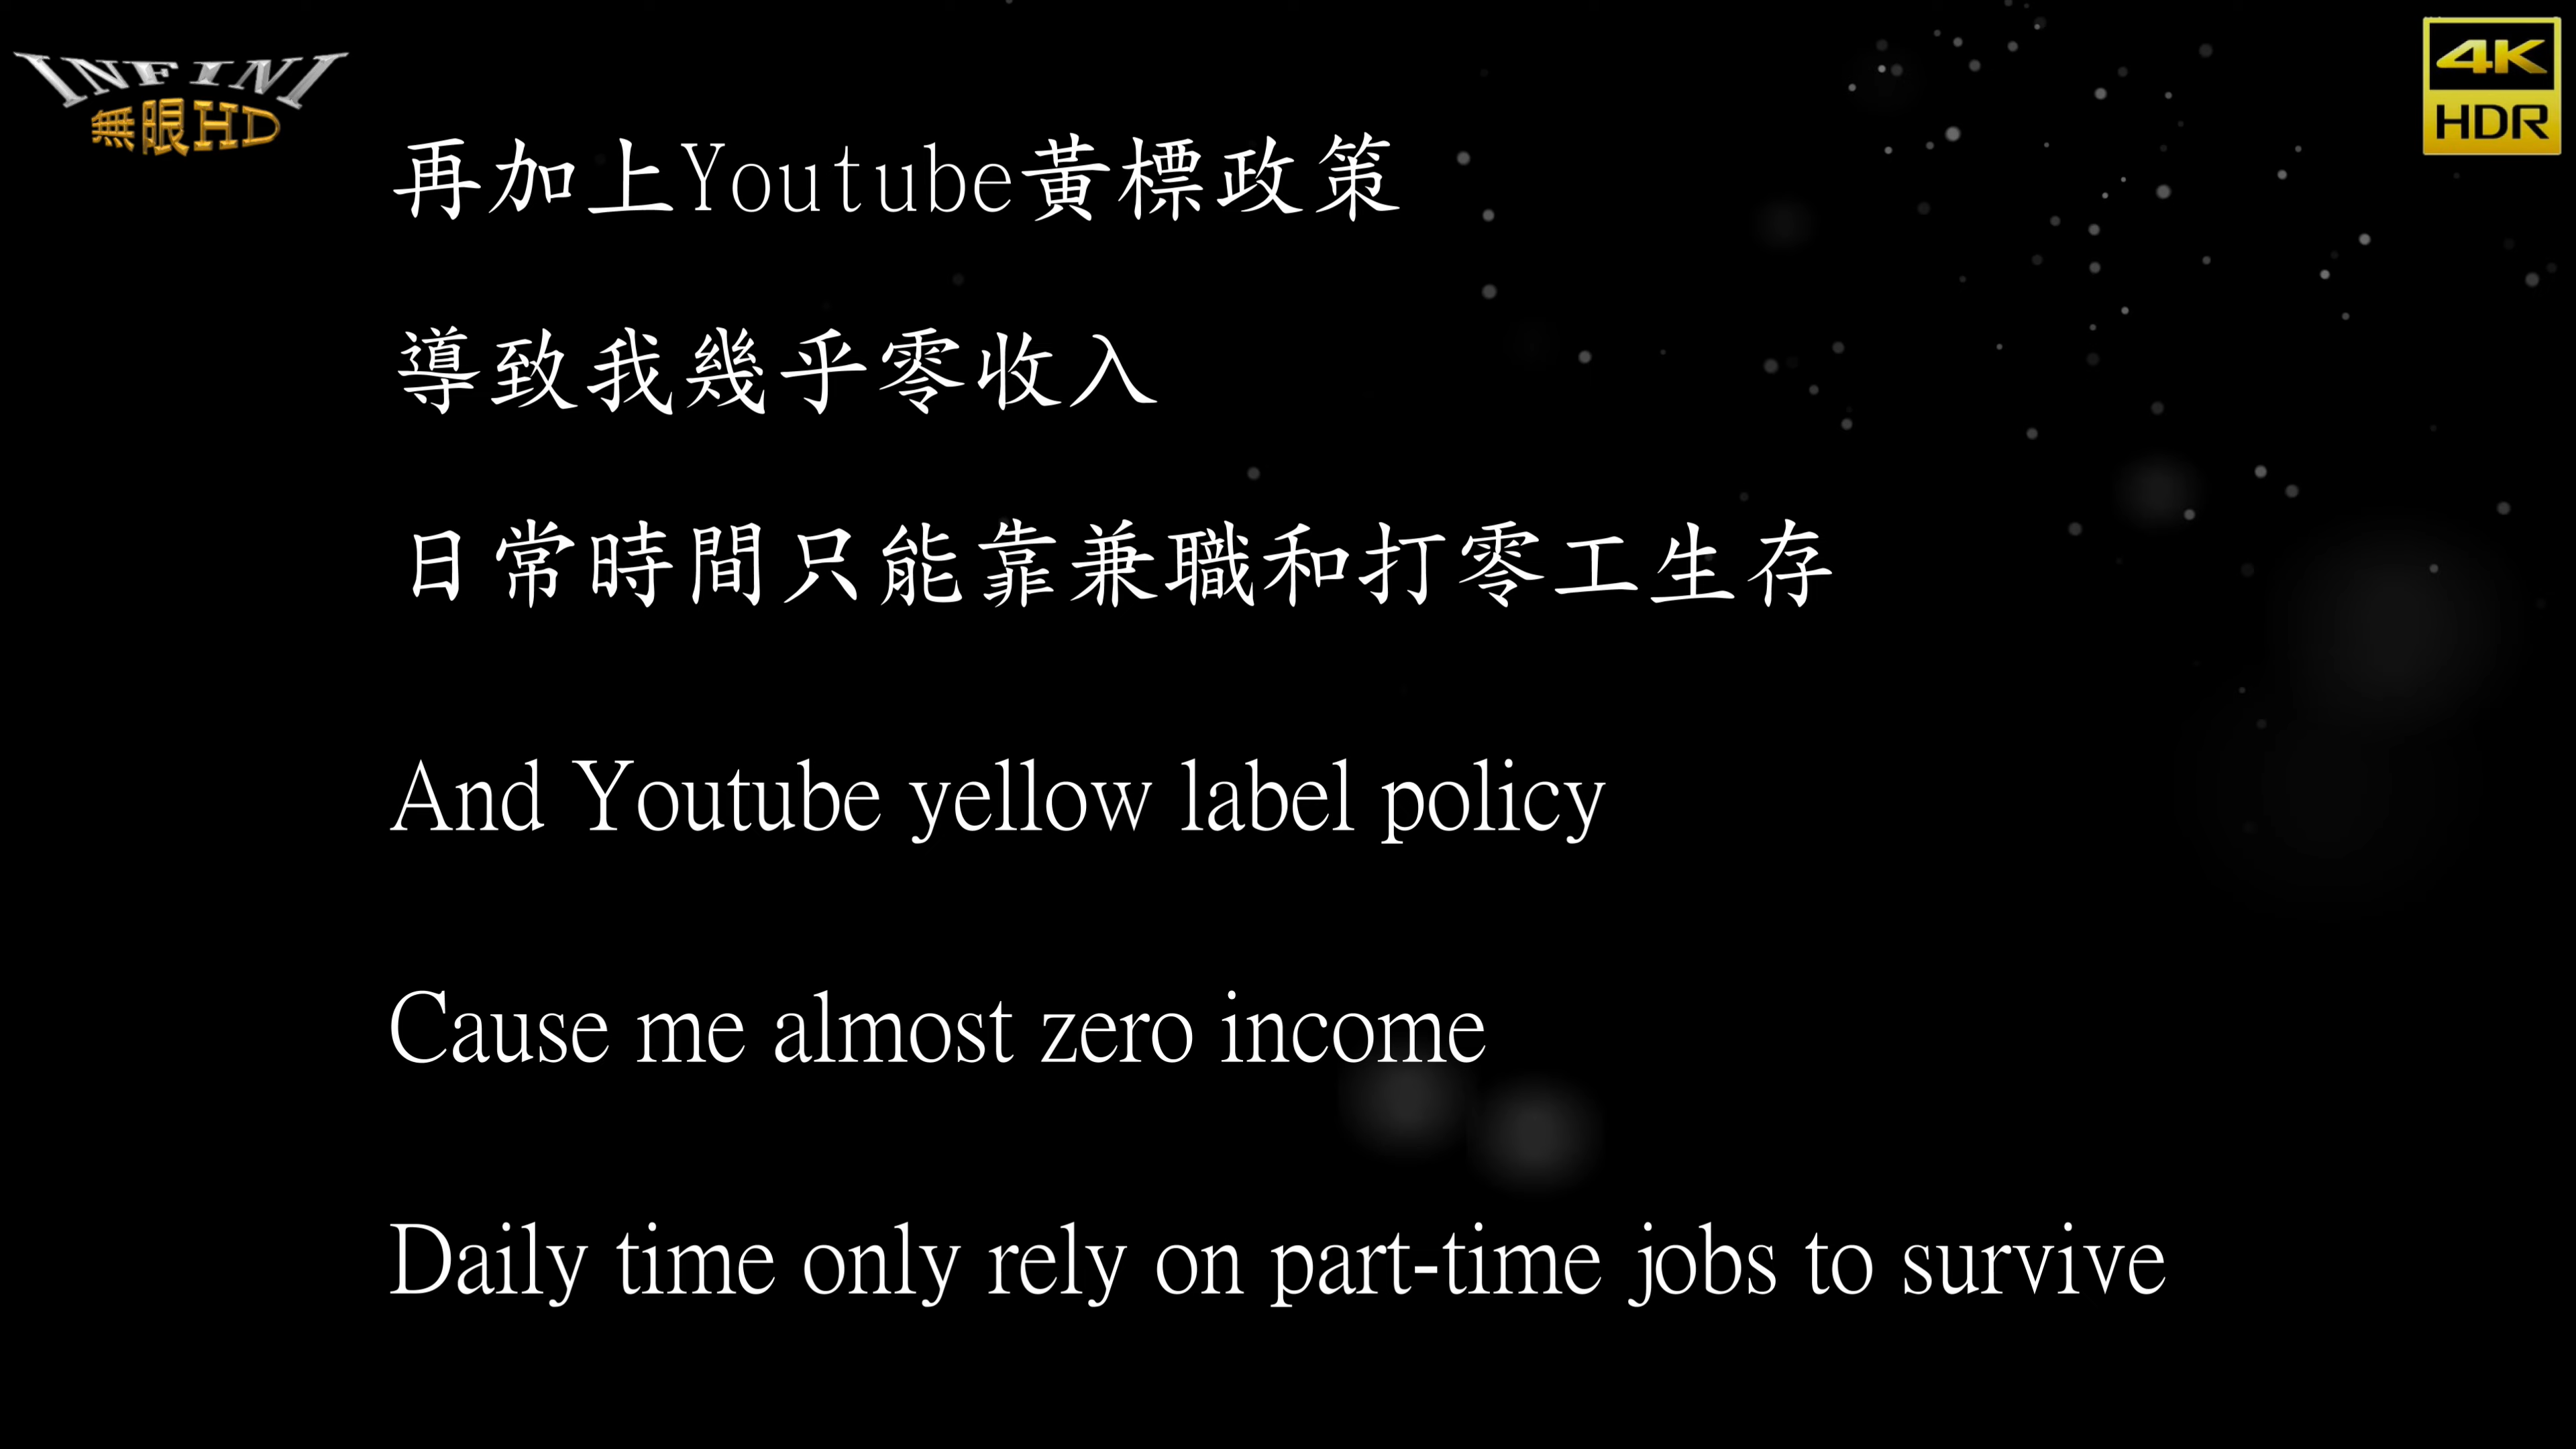 INFINI
無限HD
4K
HDR
再加上Youtube黃標政策
導致我幾乎零收入
日常時間只能靠兼職和打零工生存
And Youtube yellow label policy
Cause me almost zero income
Daily time only rely on part-time jobs to survive